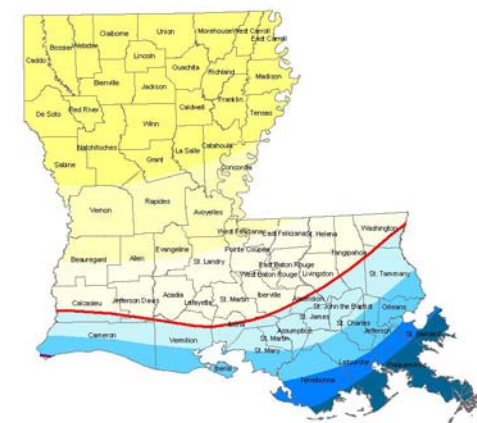 Claiborne
Union
Morehouse
West Carroll
East Carroll
Bossier
Webster
Caddo
Lincoln
Ouachita
Richland
Madison
Bienville
Jackson
Franklin
De Soto
Red River
Caldwell
Tensas
Winn
Natchitoches
La Salle
Catahoula
Sabine
Grant
Concordia
Vernon
Rapides
Avoyelles
West Feliciana
East Feliciana
St. Helena
Washington
Beauregard
Allen
Evangeline
Pointe Coupee
Tangipahoa
St. Landry
East Baton Rouge
West Baton Rouge
Livingston
St. Tammany
Calcasieu
Jefferson Davis
Acadia
Lafayette
St. Martin
Iberville
Ascension
St. John the Baptist
Orleans
Iberia
St. James
St. Charles
Cameron
Vermilion
Assumption
Jefferson
St. Bernard
St. Martin
St. Mary
Lafourche
Iberia
Terrebonne